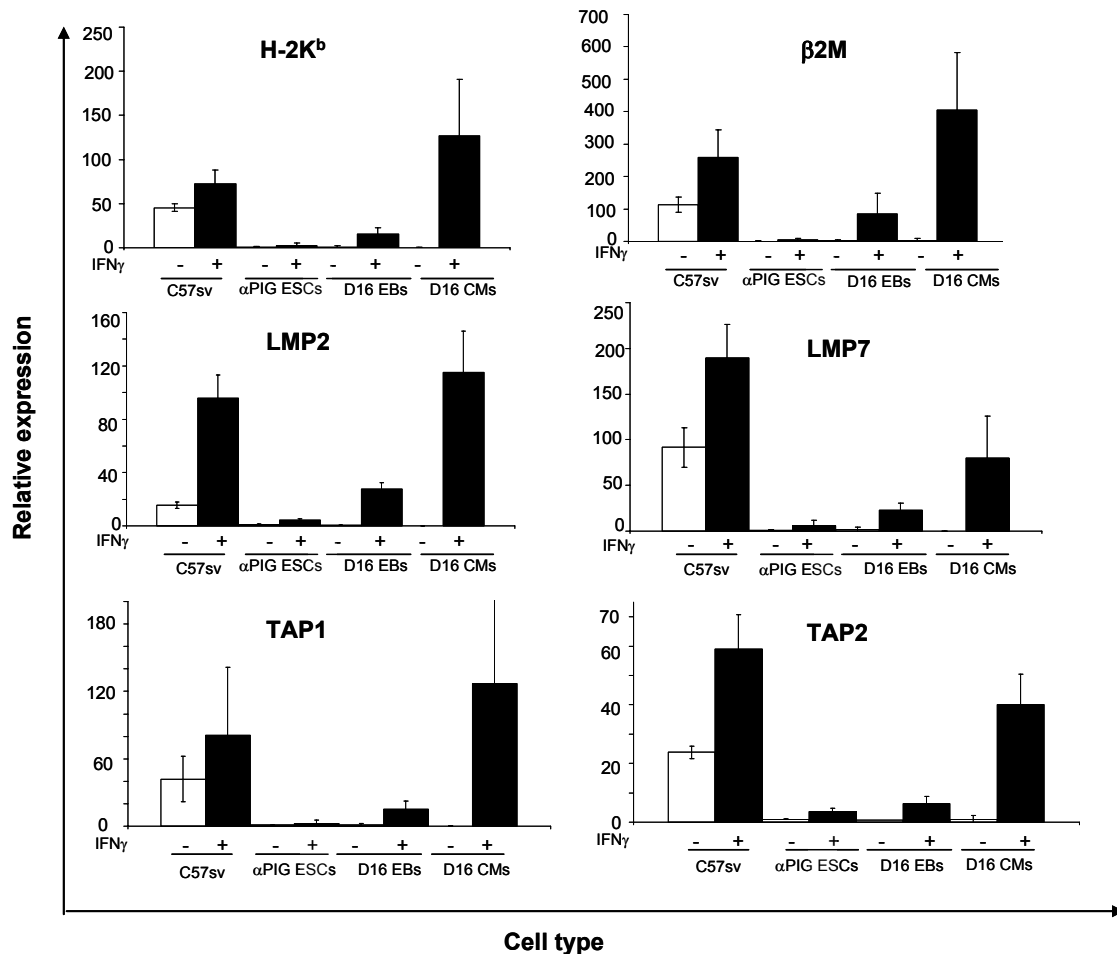 H-2Kᵇ
250
200
150
100
50
0
IFNγ - + - + - + - +
C57sv αPIG ESCs D16 EBs D16 CMs
β2M
700
600
500
400
300
200
100
0
IFNγ - + - + - + - +
C57sv αPIG ESCs D16 EBs D16 CMs
LMP2
160
120
80
40
0
IFNγ - + - + - + - +
C57sv αPIG ESCs D16 EBs D16 CMs
LMP7
250
200
150
100
50
0
IFNγ - + - + - + - +
C57sv αPIG ESCs D16 EBs D16 CMs
TAP1
180
120
60
0
IFNγ - + - + - + - +
C57sv αPIG ESCs D16 EBs D16 CMs
TAP2
70
60
40
20
0
IFNγ - + - + - + - +
C57sv αPIG ESCs D16 EBs D16 CMs
Relative expression
Cell type